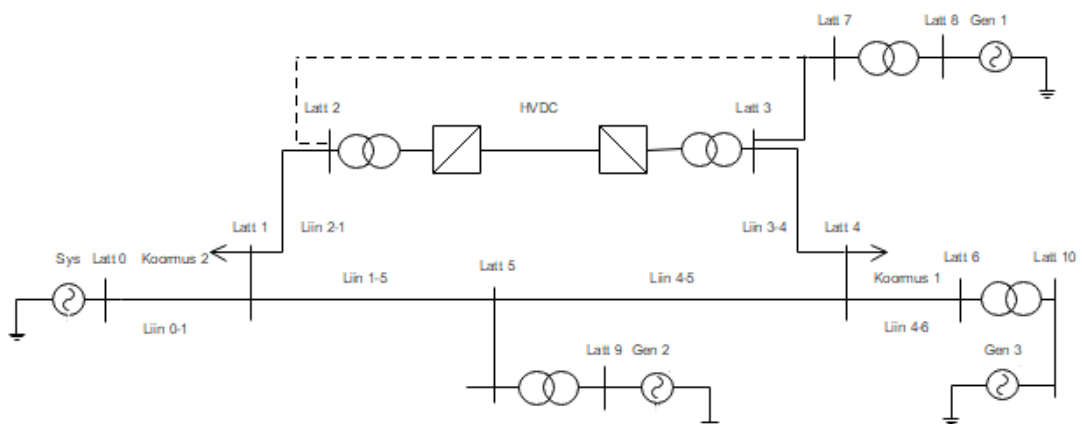 Latt 7
Latt 8
Gen 1
Latt 2
HVDC
Latt 3
Latt 1
Liin 2-1
Liin 3-4
Latt 4
Sys
Latt 0
Koormus 2
Liin 1-5
Latt 5
Liin 4-5
Koormus 1
Latt 6
Latt 10
Liin 0-1
Liin 4-6
Latt 9
Gen 2
Gen 3